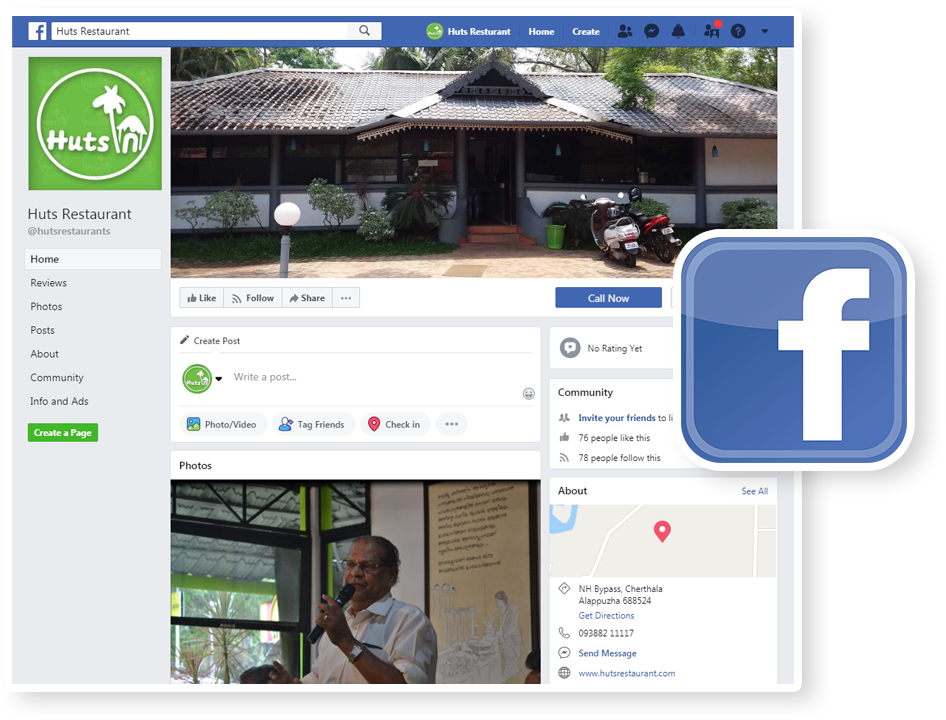 Huts Restaurant
Huts Resturant
Home
Create
Huts
Huts Restaurant
@hutsrestaurants
Home
Reviews
Photos
Posts
About
Community
Info and Ads
Create a Page
Like
Follow
Share
Call Now
Create Post
Huts
Write a post...
Photo/Video
Tag Friends
Check in
Photos
No Rating Yet
Community
Invite your friends to li
76 people like this
78 people follow this
About
See All
NH Bypass, Cherthala
Alappuzha 688524
Get Directions
093882 11117
Send Message
www.hutsrestaurant.com